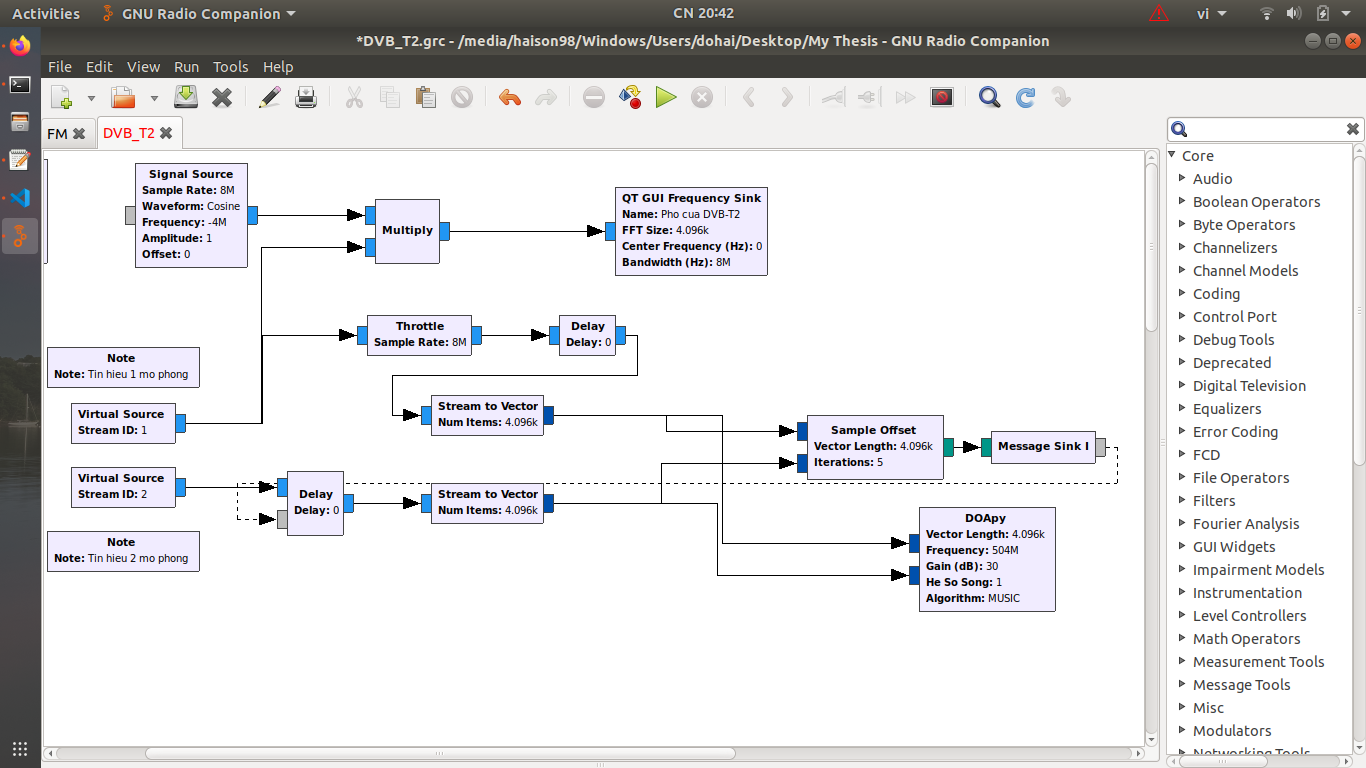 Activities
GNU Radio Companion
CN 20:42
vi
*DVB_T2.grc - /media/haison98/Windows/Users/dohai/Desktop/My Thesis - GNU Radio Companion
File Edit View Run Tools Help
FM
DVB_T2
Signal Source
Sample Rate: 8M
Waveform: Cosine
Frequency: -4M
Amplitude: 1
Offset: 0
Multiply
QT GUI Frequency Sink
Name: Pho cua DVB-T2
FFT Size: 4.096k
Center Frequency (Hz): 0
Bandwidth (Hz): 8M
Throttle
Sample Rate: 8M
Delay
Delay: 0
Note
Note: Tin hieu 1 mo phong
Virtual Source
Stream ID: 1
Stream to Vector
Num Items: 4.096k
Sample Offset
Vector Length: 4.096k
Iterations: 5
Message Sink I
Virtual Source
Stream ID: 2
Delay
Delay: 0
Stream to Vector
Num Items: 4.096k
Note
Note: Tin hieu 2 mo phong
DOApy
Vector Length: 4.096k
Frequency: 504M
Gain (dB): 30
He So Song: 1
Algorithm: MUSIC
Core
Audio
Boolean Operators
Byte Operators
Channelizers
Channel Models
Coding
Control Port
Debug Tools
Deprecated
Digital Television
Equalizers
Error Coding
FCD
File Operators
Filters
Fourier Analysis
GUI Widgets
Impairment Models
Instrumentation
Level Controllers
Math Operators
Measurement Tools
Message Tools
Misc
Modulators
Networking Tools